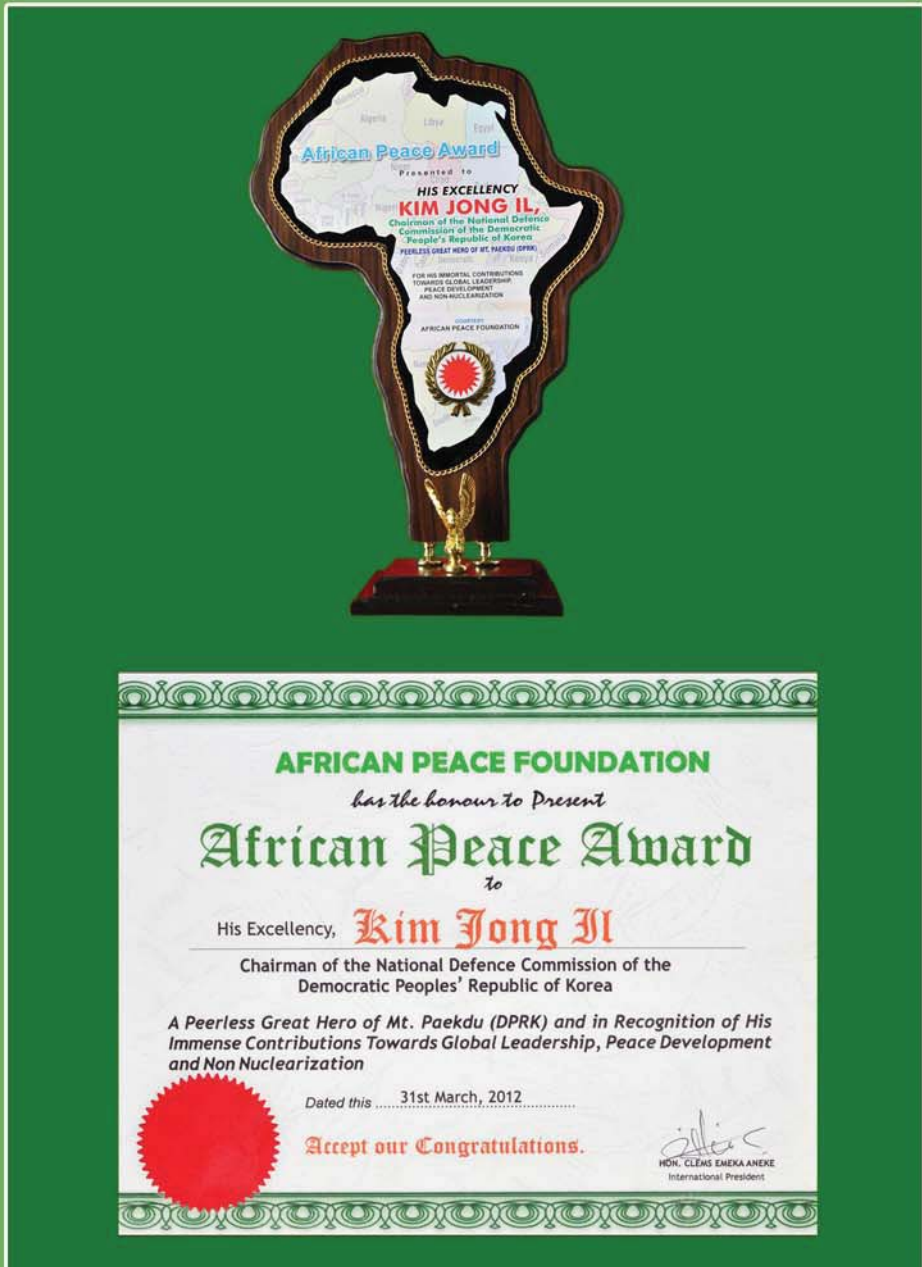 Algeria
Libya
Egypt
African Peace Award
Presented to
HIS EXCELLENCY
KIM JONG IL,
Chairman of the National Defence
Commission of the Democratic
People's Republic of Korea
PEERLESS GREAT HERO OF MT. PAEKDU (DPRK)
FOR HIS IMMORTAL CONTRIBUTIONS
TOWARDS GLOBAL LEADERSHIP,
PEACE DEVELOPMENT
AND NON-NUCLEARIZATION
COURTESY
AFRICAN PEACE FOUNDATION
AFRICAN PEACE FOUNDATION
has the honour to Present
African Peace Award
to
His Excellency, Kim Jong Il
Chairman of the National Defence Commission of the
Democratic Peoples' Republic of Korea
A Peerless Great Hero of Mt. Paekdu (DPRK) and in Recognition of His
Immense Contributions Towards Global Leadership, Peace Development
and Non Nuclearization
Dated this ........31st March, 2012................
Accept our Congratulations.
HON. CLEMS EMEKA ANEKE
International President